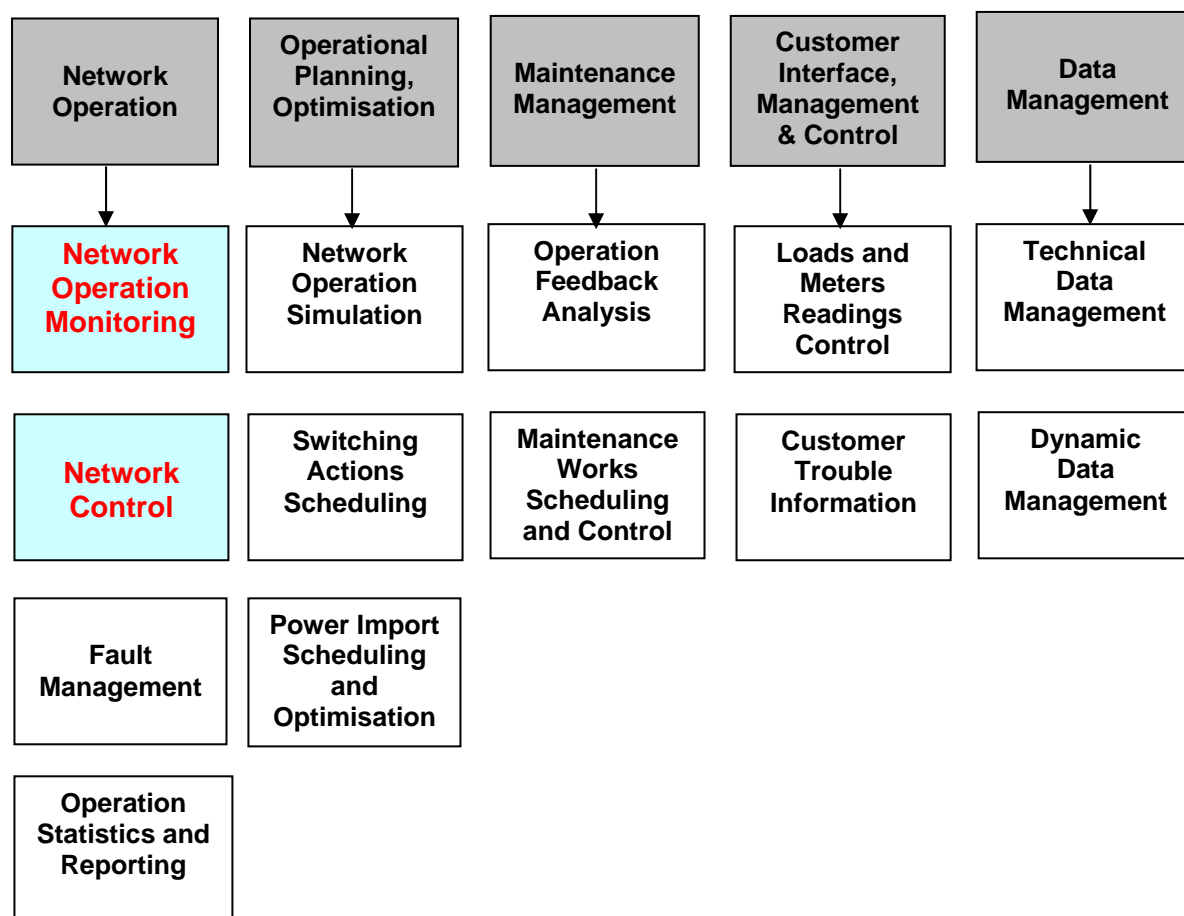 Network
Operation
Operational
Planning,
Optimisation
Maintenance
Management
Customer
Interface,
Management
& Control
Data
Management
Network
Operation
Monitoring
Network
Operation
Simulation
Operation
Feedback
Analysis
Loads and
Meters
Readings
Control
Technical
Data
Management
Network
Control
Switching
Actions
Scheduling
Maintenance
Works
Scheduling
and Control
Customer
Trouble
Information
Dynamic
Data
Management
Fault
Management
Power Import
Scheduling
and
Optimisation
Operation
Statistics and
Reporting